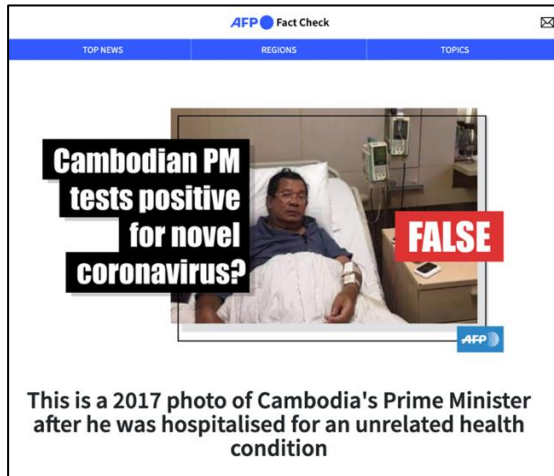 AFP Fact Check
TOP NEWS REGIONS TOPICS
Cambodian PM
tests positive
for novel
coronavirus?
FALSE
AFP
This is a 2017 photo of Cambodia's Prime Minister
after he was hospitalised for an unrelated health
condition